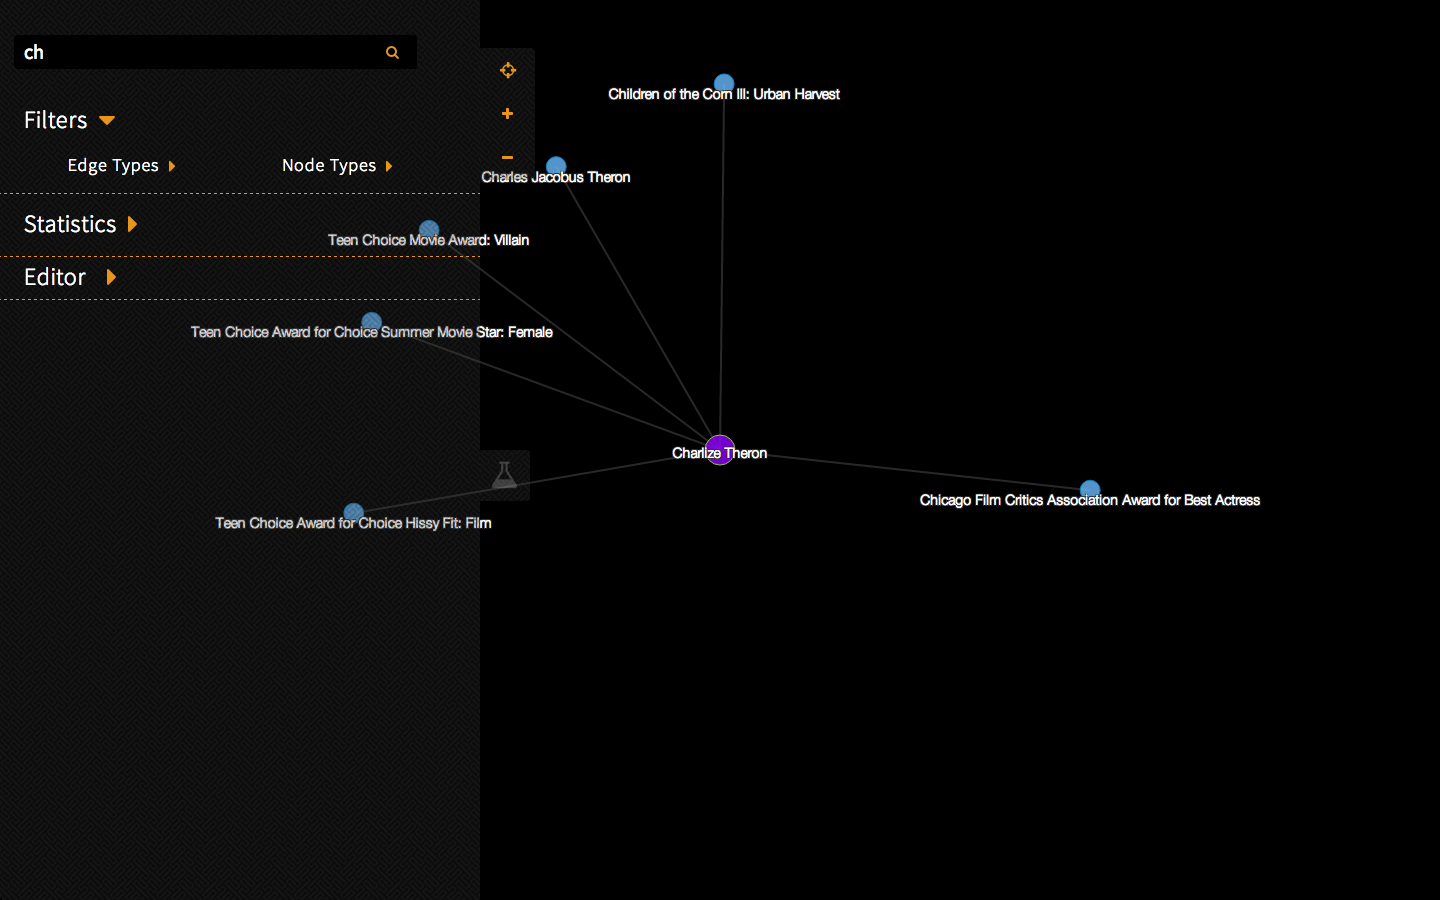 ch
Filters
Edge Types
Node Types
Statistics
Editor
Children of the Corn III: Urban Harvest
Charles Jacobus Theron
Teen Choice Movie Award: Villain
Teen Choice Award for Choice Summer Movie Star: Female
Charlize Theron
Chicago Film Critics Association Award for Best Actress
Teen Choice Award for Choice Hissy Fit: Film